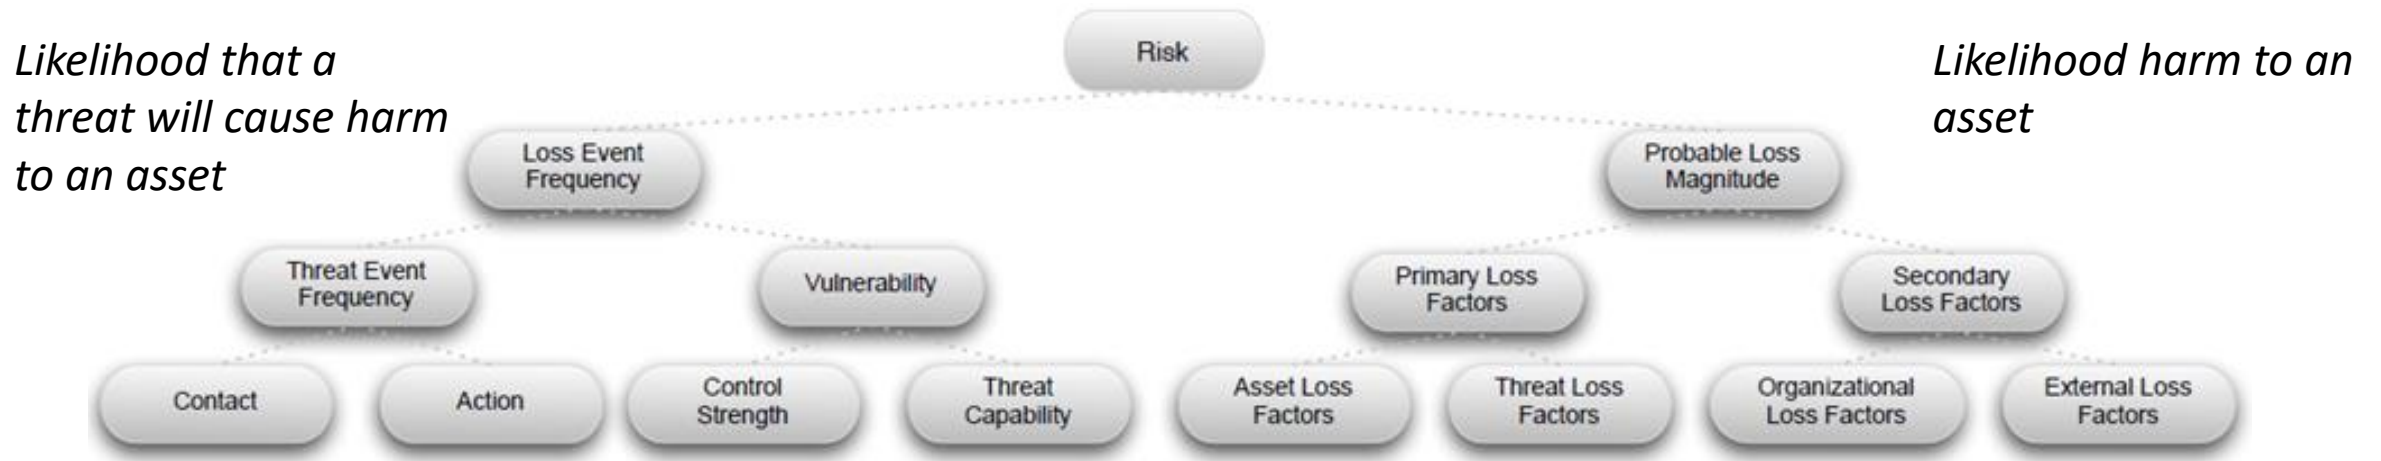 Likelihood that a
threat will cause harm
to an asset
Risk
Likelihood harm to an
asset
Loss Event
Frequency
Probable Loss
Magnitude
Threat Event
Frequency
Vulnerability
Primary Loss
Factors
Secondary
Loss Factors
Contact
Action
Control
Strength
Threat
Capability
Asset Loss
Factors
Threat Loss
Factors
Organizational
Loss Factors
External Loss
Factors